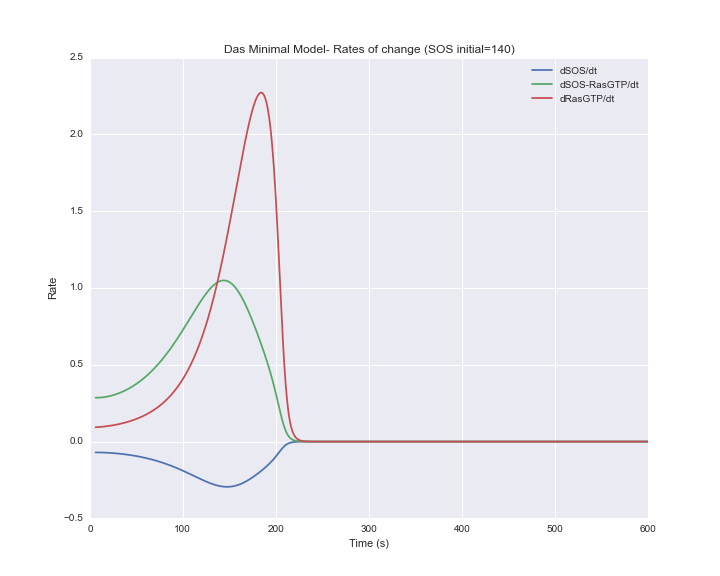 Das Minimal Model- Rates of change (SOS initial=140)
dSOS/dt
dSOS-RasGTP/dt
dRasGTP/dt
2.5
2.0
1.5
1.0
0.5
0.0
−0.5
Rate
0
100
200
300
400
500
600
Time (s)